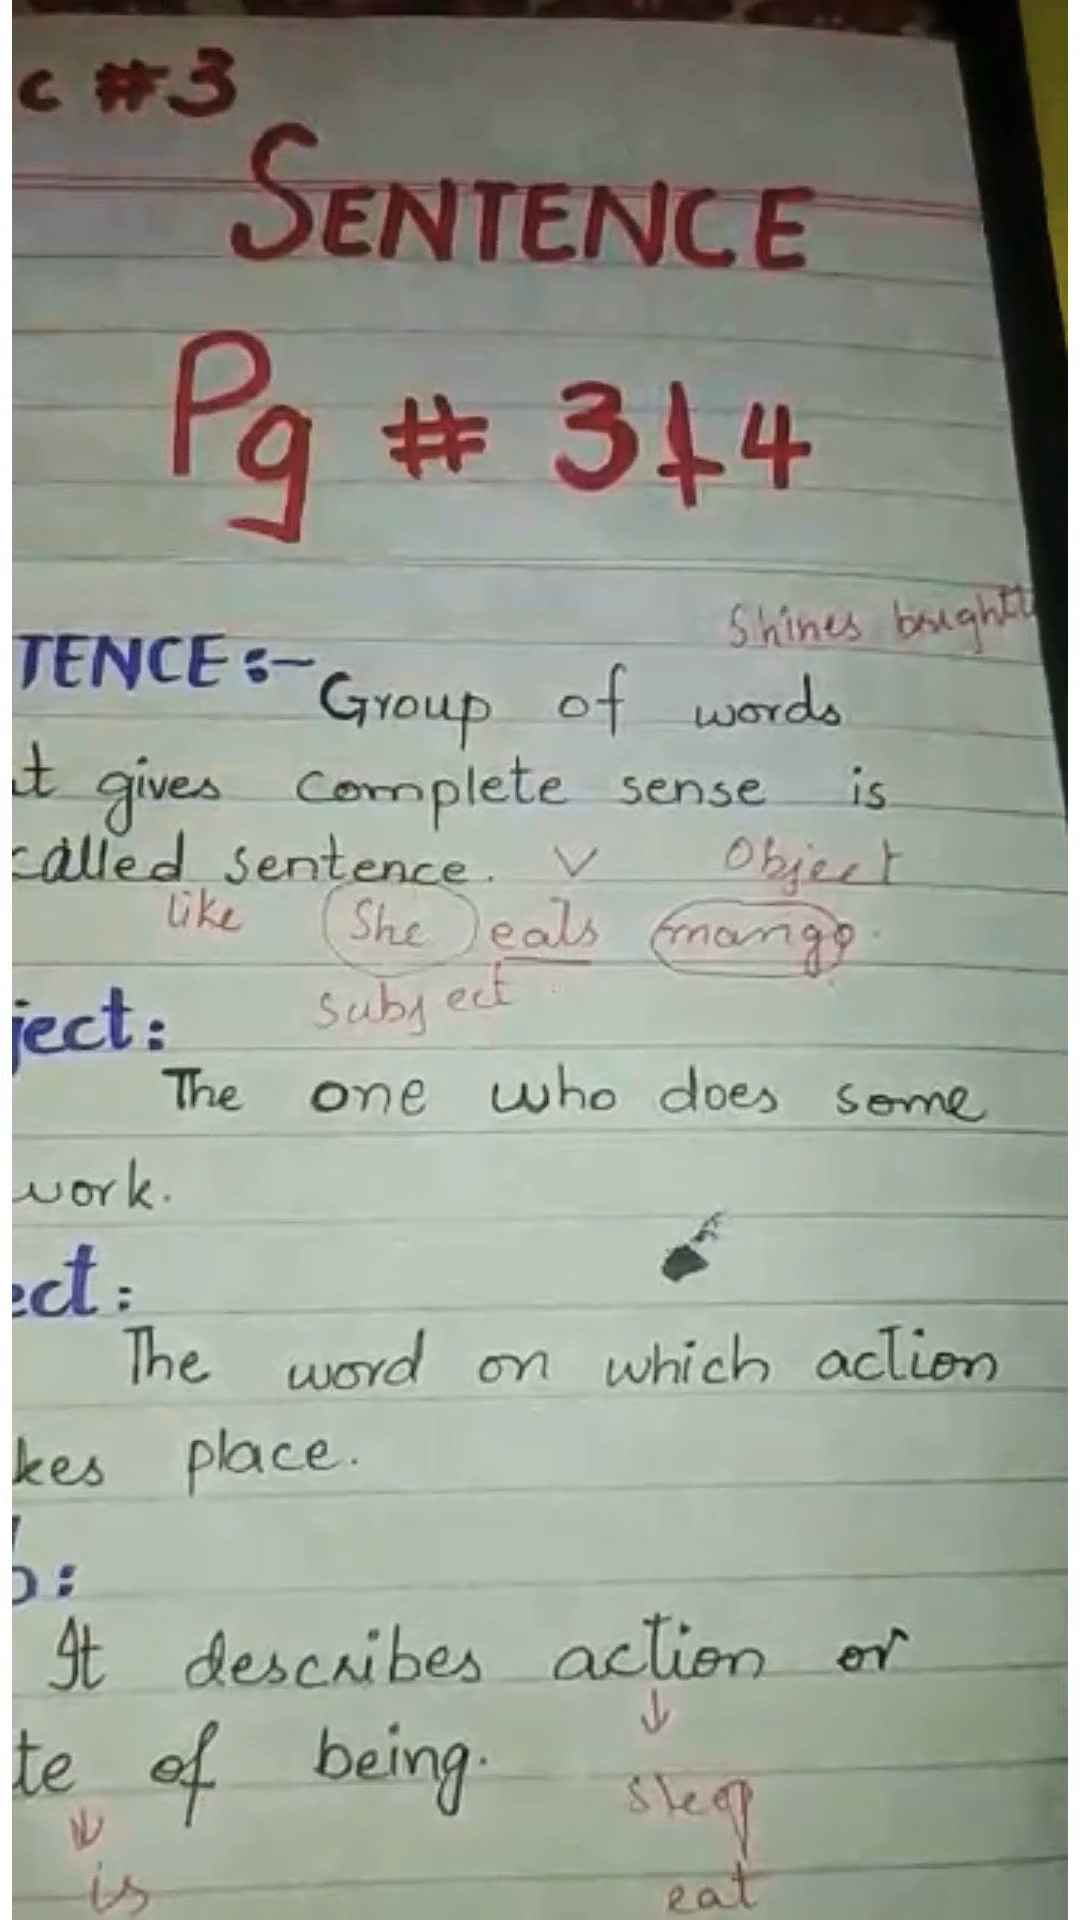 c #3
SENTENCE
Pg # 3&4
Shines brightl
TENCE :-
Group of words
t gives complete sense is
called sentence. V Object
like She eats mango.
subject
ject:
The one who does some
work.
ect:
The word on which action
kes place.
b:
It describes action or
te of being.
sleep
is
eat